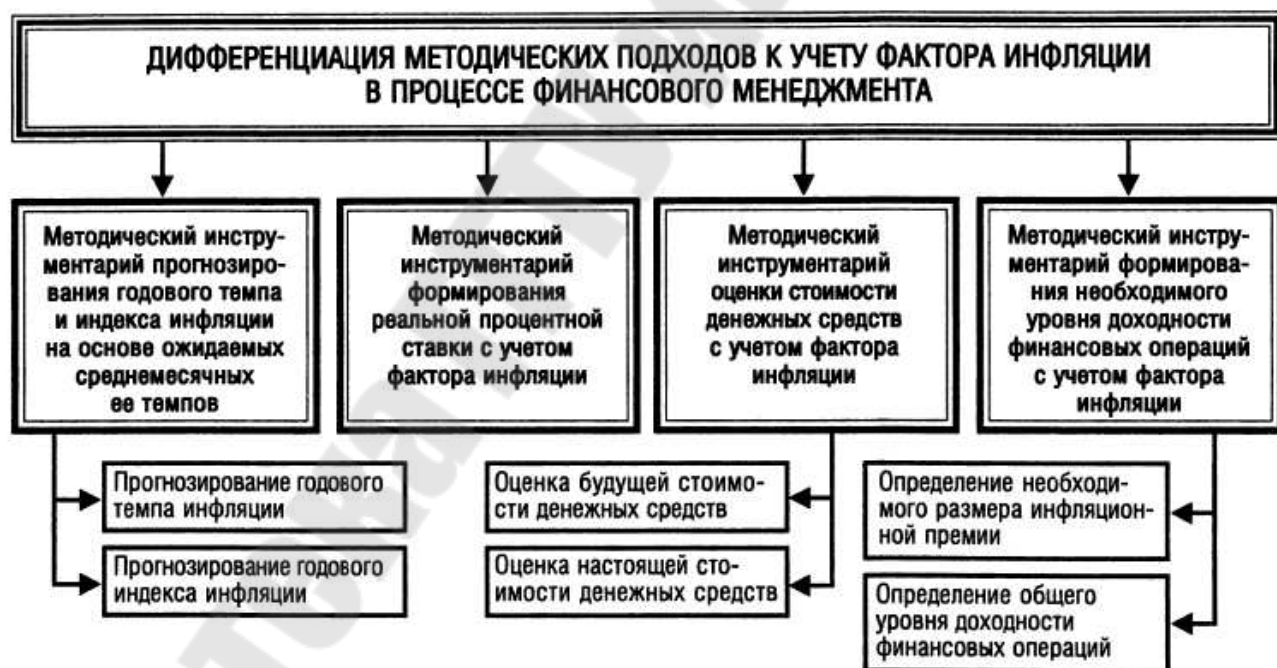 ДИФФЕРЕНЦИАЦИЯ МЕТОДИЧЕСКИХ ПОДХОДОВ К УЧЕТУ ФАКТОРА ИНФЛЯЦИИ
В ПРОЦЕССЕ ФИНАНСОВОГО МЕНЕДЖМЕНТА
Методический инстру-
ментарий прогнозиро-
вания годового темпа
и индекса инфляции
на основе ожидаемых
среднемесячных
ее темпов
Методический
инструментарий
формирования
реальной процентной
ставки с учетом
фактора инфляции
Методический
инструментарий
оценки стоимости
денежных средств
с учетом фактора
инфляции
Методический инстру-
ментарий формирова-
ния необходимого
уровня доходности
финансовых операций
с учетом фактора
инфляции
Прогнозирование годового
темпа инфляции
Прогнозирование годового
индекса инфляции
Оценка будущей стоимо-
сти денежных средств
Оценка настоящей сто-
имости денежных средств
Определение необходи-
мого размера инфляцион-
ной премии
Определение общего
уровня доходности
финансовых операций